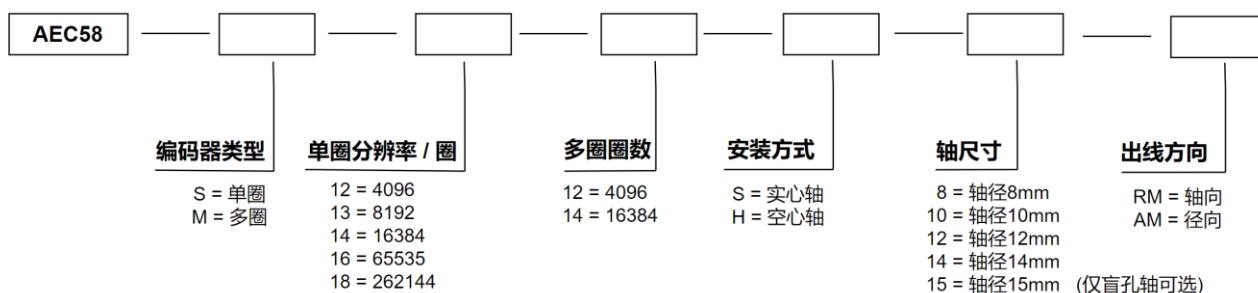 AEC58
编码器类型
S = 单圈
M = 多圈
单圈分辨率 / 圈
12 = 4096
13 = 8192
14 = 16384
16 = 65535
18 = 262144
多圈圈数
12 = 4096
14 = 16384
安装方式
S = 实心轴
H = 空心轴
轴尺寸
8 = 轴径8mm
10 = 轴径10mm
12 = 轴径12mm
14 = 轴径14mm
15 = 轴径15mm (仅盲孔轴可选)
出线方向
RM = 轴向
AM = 径向